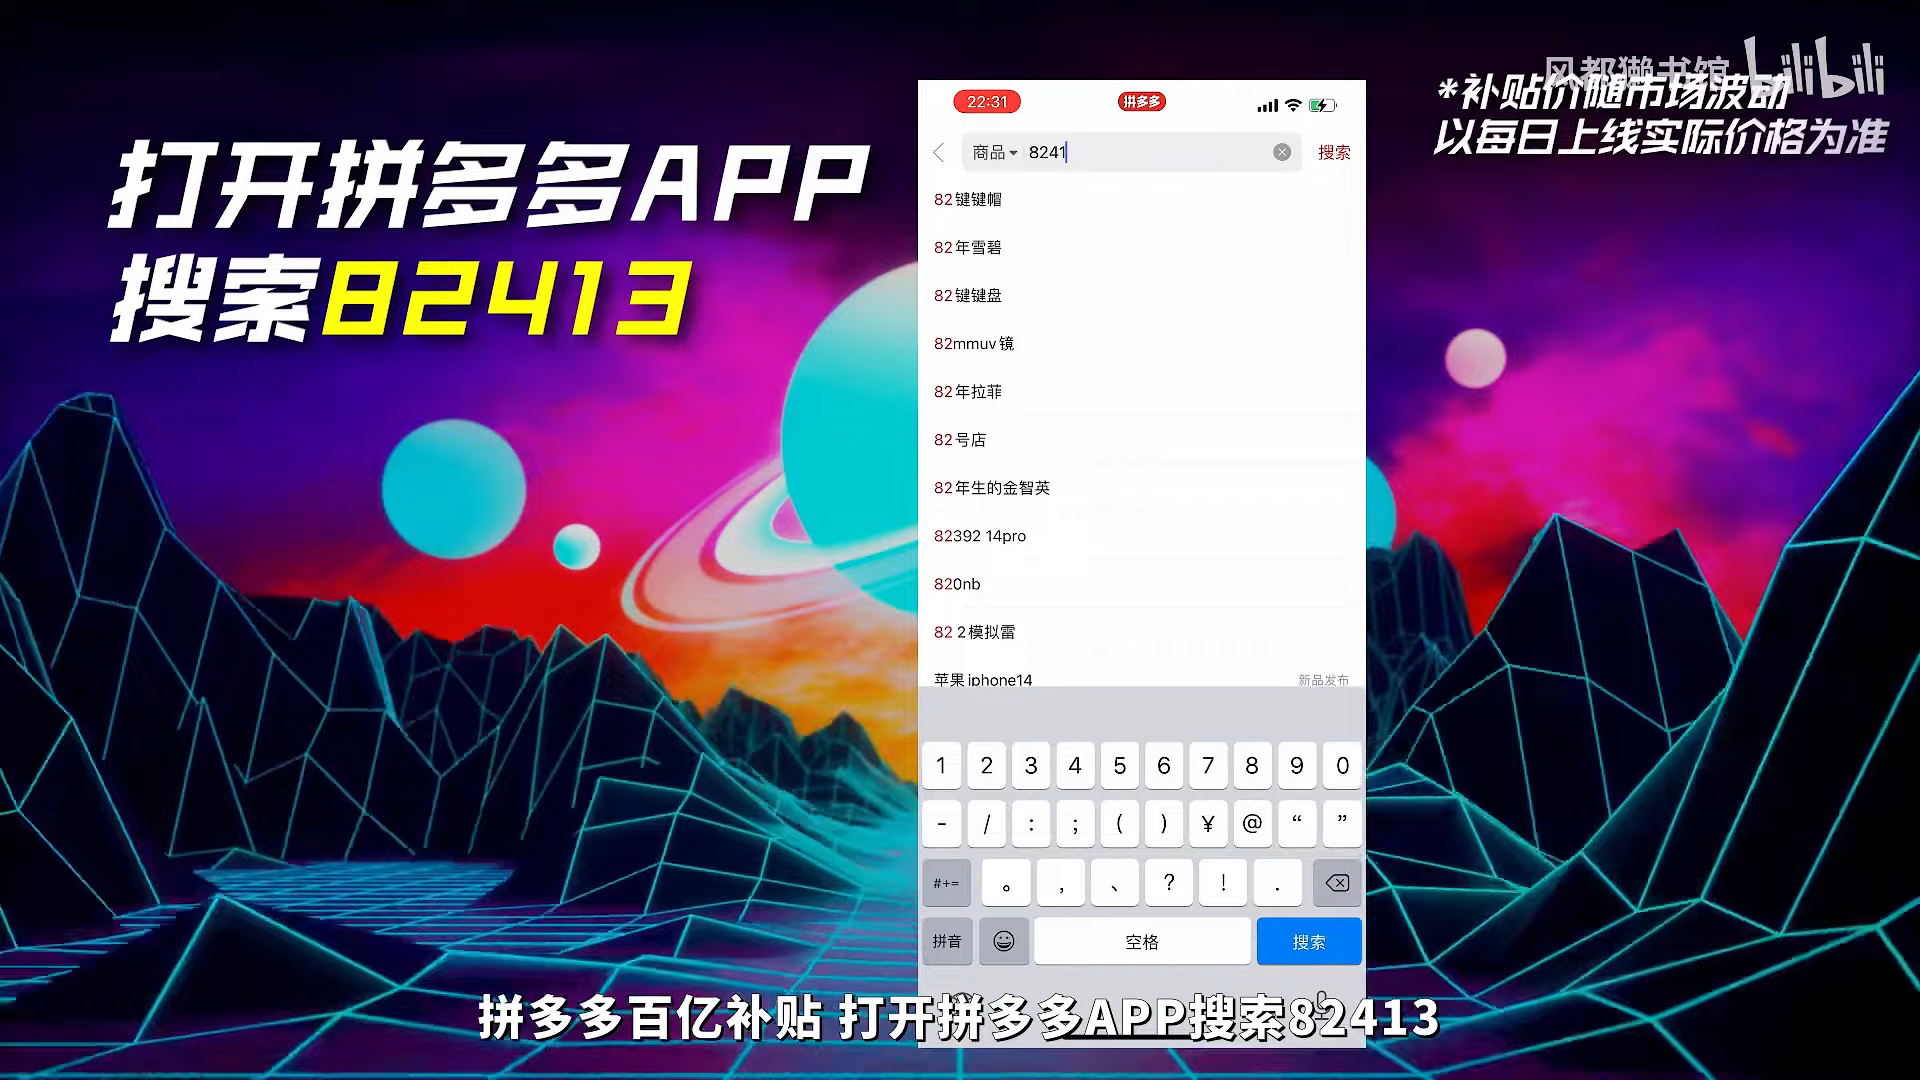 风都獭书馆 bilibili
*补贴价随市场波动
以每日上线实际价格为准
打开拼多多APP
搜索82413
22:31
拼多多
商品 8241
搜索
82键键帽
82年雪碧
82键键盘
82mmuv镜
82年拉菲
82号店
82年生的金智英
82392 14pro
820nb
82 2模拟雷
苹果iphone14 新品发布
1 2 3 4 5 6 7 8 9 0
- / : ; ( ) ¥ @ “ ”
#+= 。 , 、 ? ! .
拼音 空格 搜索
拼多多百亿补贴 打开拼多多APP搜索82413